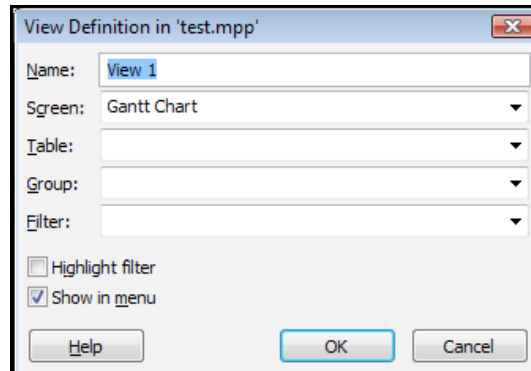 View Definition in 'test.mpp'
Name: View 1
Screen: Gantt Chart
Table:
Group:
Filter:
Highlight filter
Show in menu
Help OK Cancel